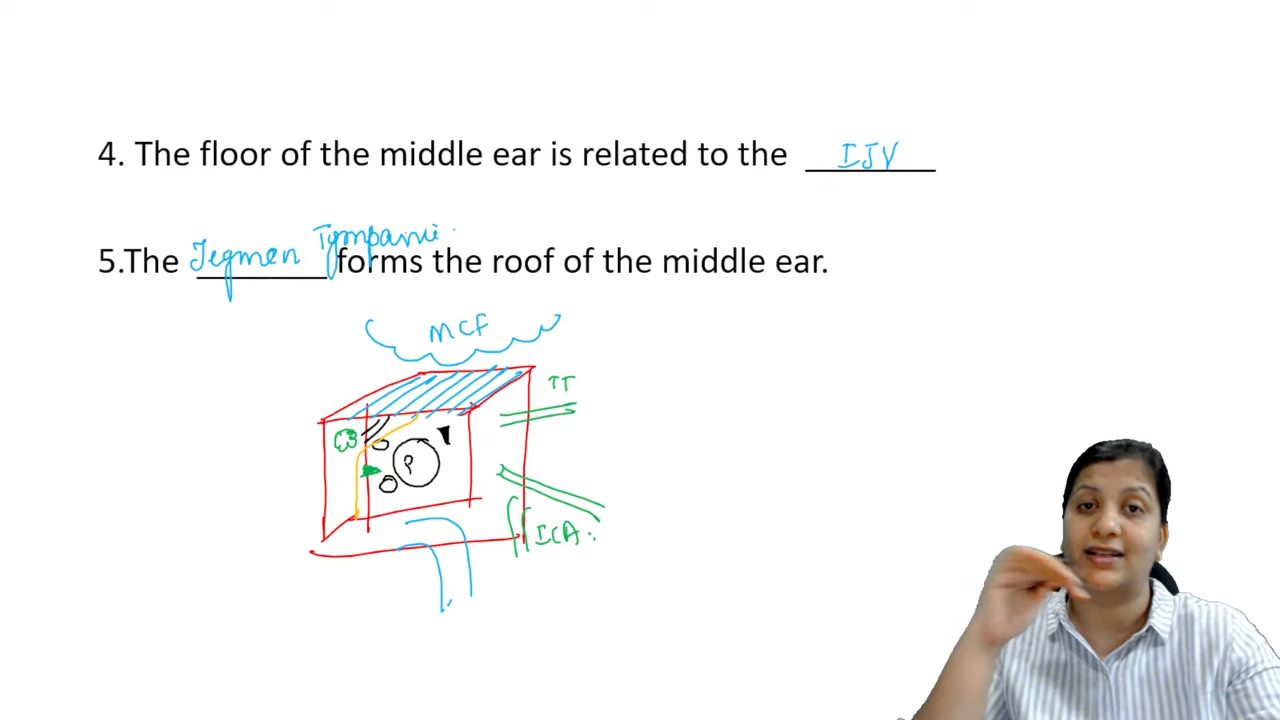 4. The floor of the middle ear is related to the IJV
5.The Tegmen Tympani forms the roof of the middle ear.
MCF
TT
P
ICA